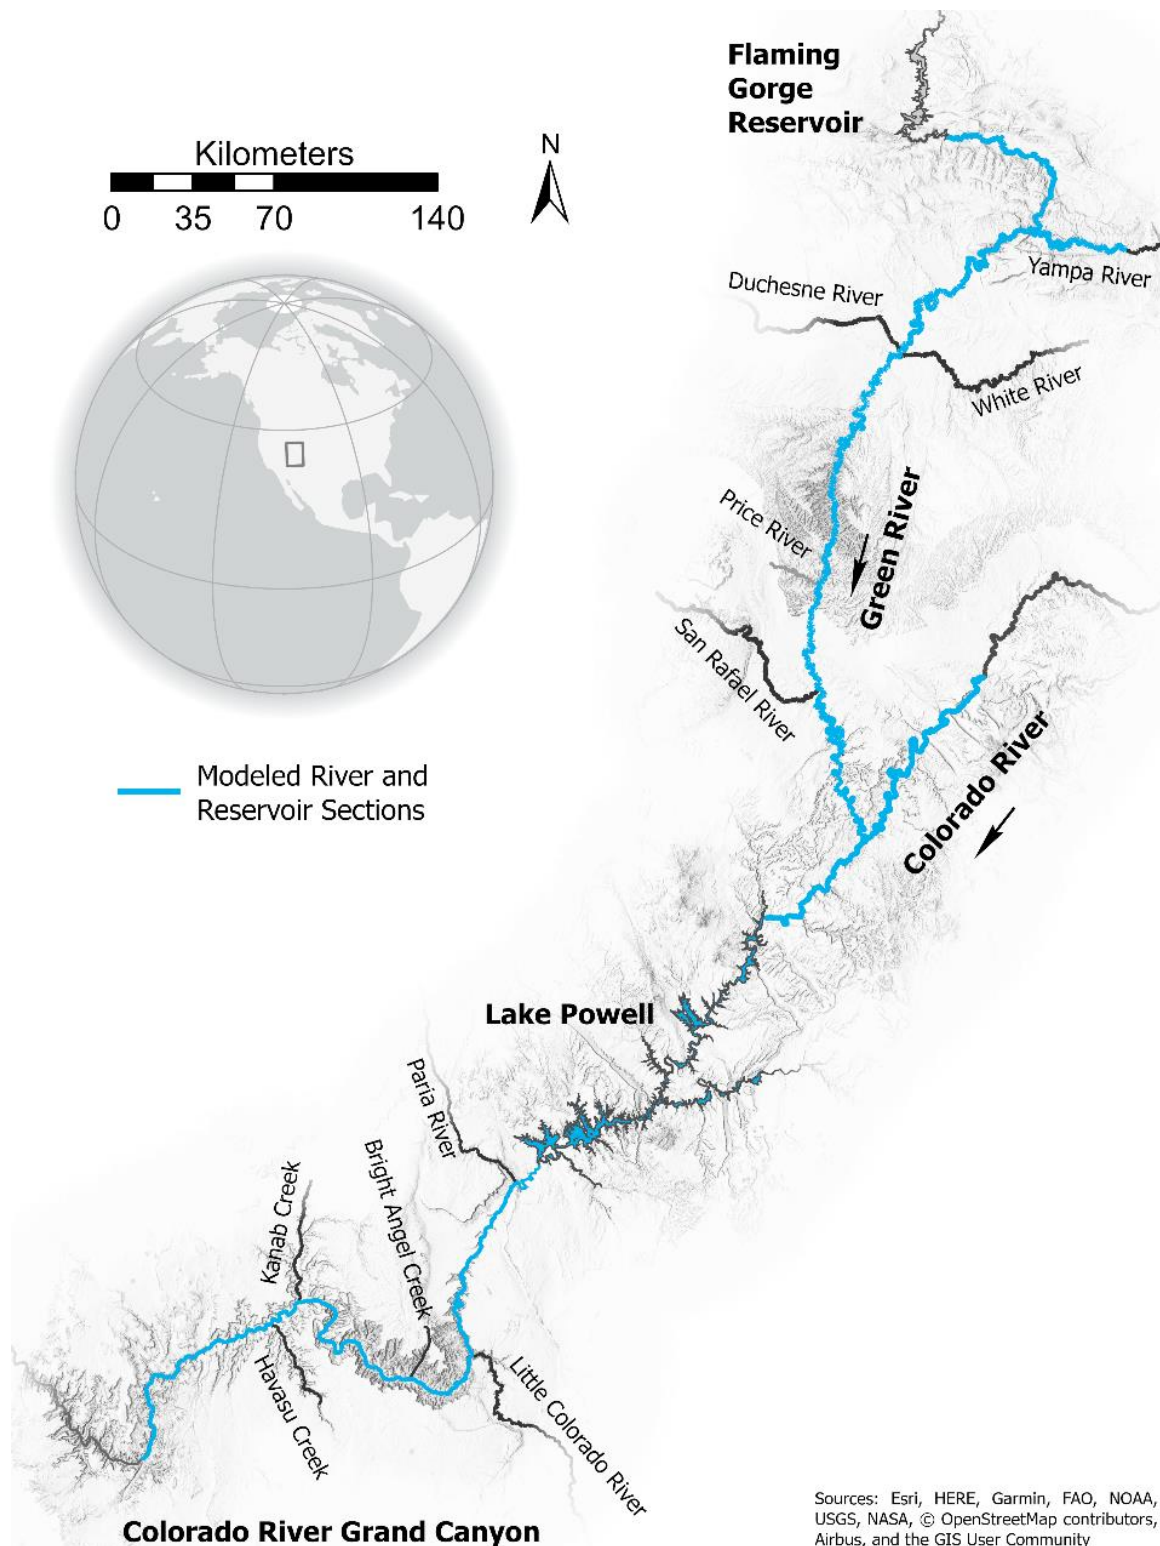 Flaming
Gorge
Reservoir
Kilometers
0 35 70 140
N
Yampa River
Duchesne River
White River
Price River
Green River
San Rafael River
Colorado River
Modeled River and
Reservoir Sections
Lake Powell
Paria River
Bright Angel Creek
Kanab Creek
Havasu Creek
Little Colorado River
Colorado River Grand Canyon
Sources: Esri, HERE, Garmin, FAO, NOAA,
USGS, NASA, © OpenStreetMap contributors,
Airbus, and the GIS User Community